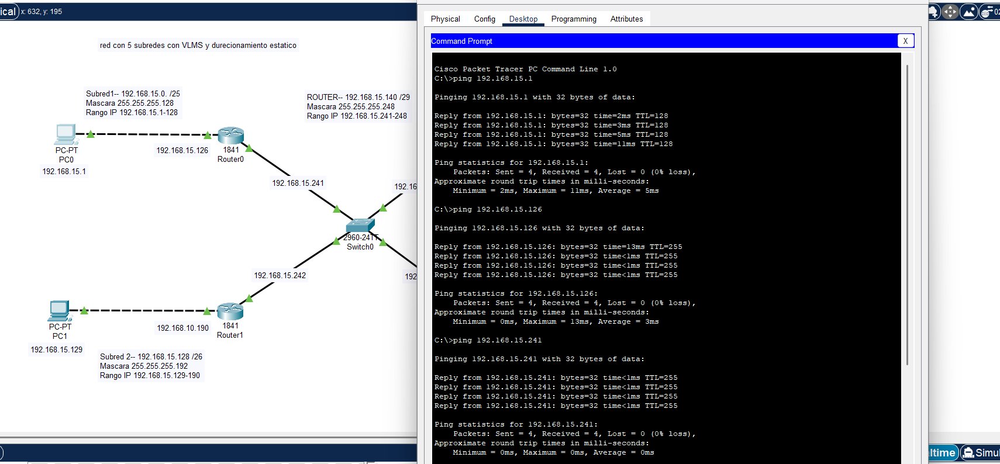 ical x: 632, y: 195
red con 5 subredes con VLMS y durecionamiento estatico
Subred1-- 192.168.15.0. /25
Mascara 255.255.255.128
Rango IP 192.168.15.1-128
ROUTER-- 192.168.15.140 /29
Mascara 255.255.255.248
Rango IP 192.168.15.241-248
PC-PT
PC0
192.168.15.1
192.168.15.126
1841
Router0
192.168.15.241
192.16
2960-24TT
Switch0
192.168.15.242
192
PC-PT
PC1
192.168.15.129
192.168.10.190
1841
Router1
Subred 2-- 192.168.15.128 /26
Mascara 255.255.255.192
Rango IP 192.168.15.129-190
Physical Config Desktop Programming Attributes
Command Prompt X
Cisco Packet Tracer PC Command Line 1.0
C:\>ping 192.168.15.1
Pinging 192.168.15.1 with 32 bytes of data:
Reply from 192.168.15.1: bytes=32 time=2ms TTL=128
Reply from 192.168.15.1: bytes=32 time=3ms TTL=128
Reply from 192.168.15.1: bytes=32 time=5ms TTL=128
Reply from 192.168.15.1: bytes=32 time=11ms TTL=128
Ping statistics for 192.168.15.1:
Packets: Sent = 4, Received = 4, Lost = 0 (0% loss),
Approximate round trip times in milli-seconds:
Minimum = 2ms, Maximum = 11ms, Average = 5ms
C:\>ping 192.168.15.126
Pinging 192.168.15.126 with 32 bytes of data:
Reply from 192.168.15.126: bytes=32 time=13ms TTL=255
Reply from 192.168.15.126: bytes=32 time<1ms TTL=255
Reply from 192.168.15.126: bytes=32 time<1ms TTL=255
Reply from 192.168.15.126: bytes=32 time<1ms TTL=255
Ping statistics for 192.168.15.126:
Packets: Sent = 4, Received = 4, Lost = 0 (0% loss),
Approximate round trip times in milli-seconds:
Minimum = 0ms, Maximum = 13ms, Average = 3ms
C:\>ping 192.168.15.241
Pinging 192.168.15.241 with 32 bytes of data:
Reply from 192.168.15.241: bytes=32 time<1ms TTL=255
Reply from 192.168.15.241: bytes=32 time<1ms TTL=255
Reply from 192.168.15.241: bytes=32 time<1ms TTL=255
Reply from 192.168.15.241: bytes=32 time<1ms TTL=255
Ping statistics for 192.168.15.241:
Packets: Sent = 4, Received = 4, Lost = 0 (0% loss),
Approximate round trip times in milli-seconds:
Minimum = 0ms, Maximum = 0ms, Average = 0ms
02
ltime Simul